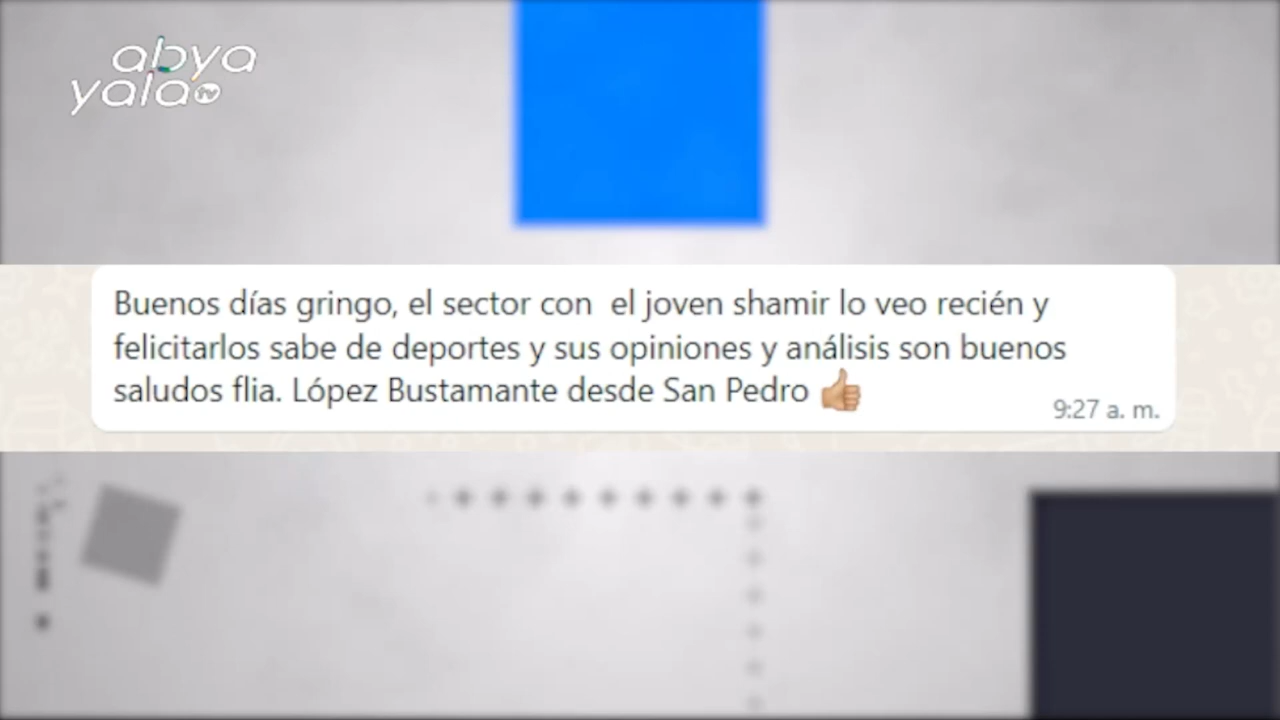 abya
yala tv
Buenos días gringo, el sector con  el joven shamir lo veo recién y
felicitarlos sabe de deportes y sus opiniones y análisis son buenos
saludos flia. López Bustamante desde San Pedro 👍🏼
9:27 a. m.